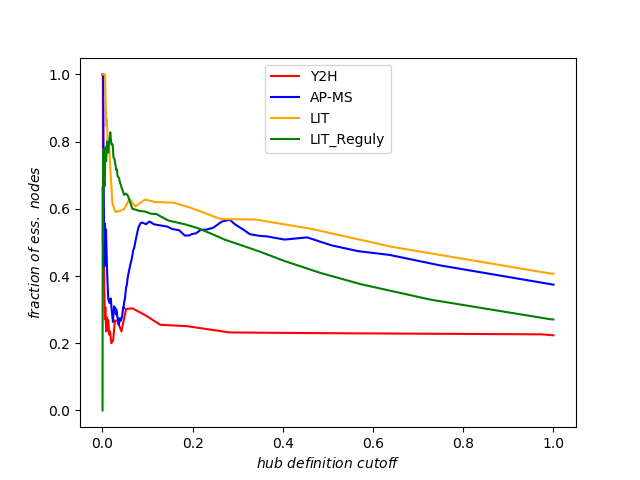 Y2H
AP-MS
LIT
LIT_Reguly
fraction of ess. nodes
1.0
0.8
0.6
0.4
0.2
0.0
0.0 0.2 0.4 0.6 0.8 1.0
hub definition cutoff